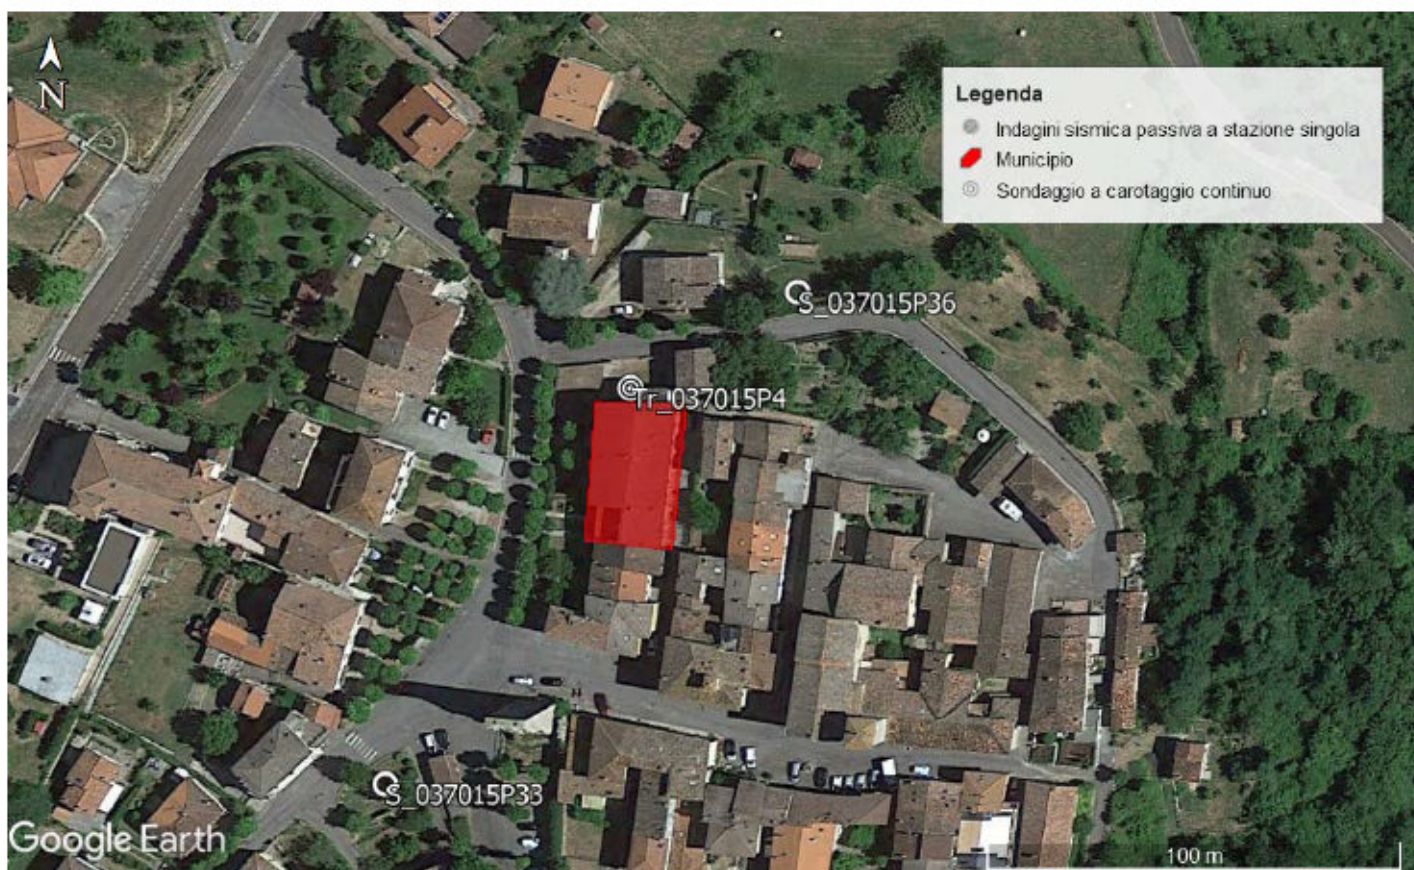 N
Legenda
Indagini sismica passiva a stazione singola
Municipio
Sondaggio a carotaggio continuo
S_037015P36
Tr_037015P4
S_037015P33
Google Earth
100 m